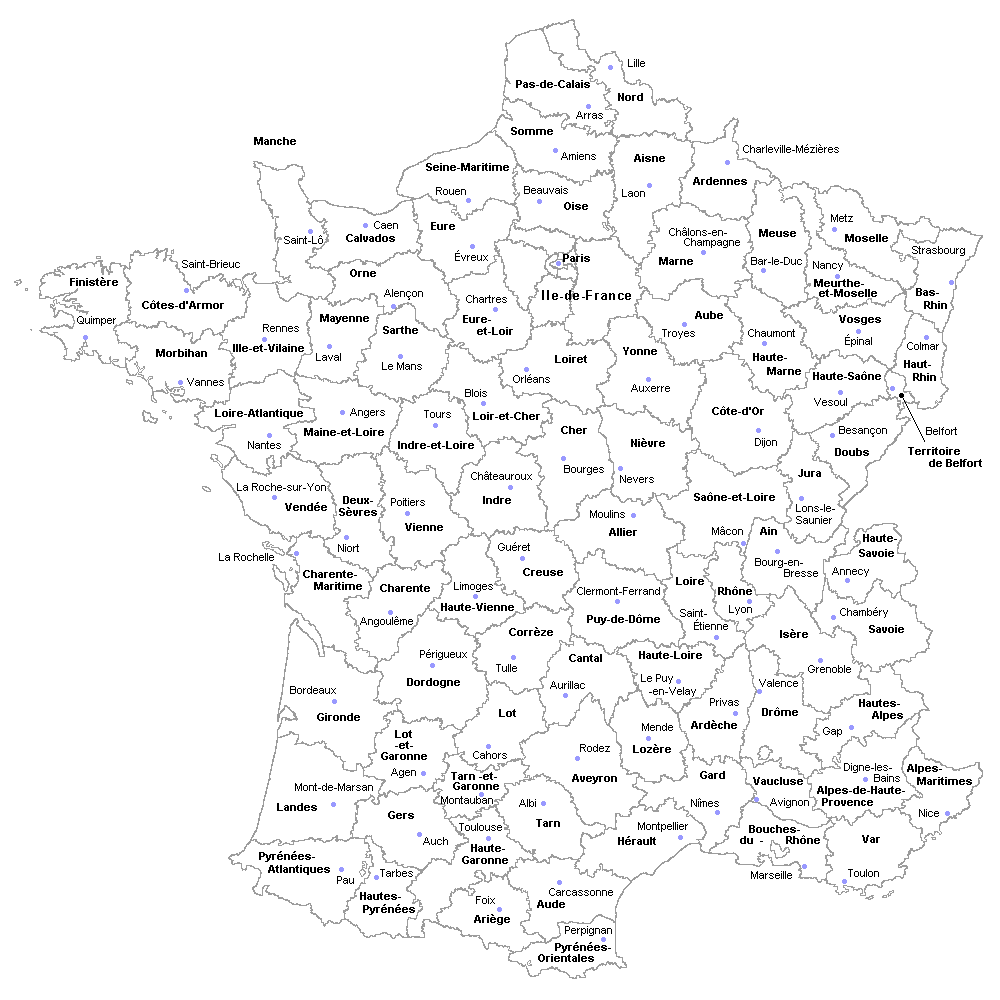 Lille
Pas-de-Calais
Nord
Arras
Somme
Manche
Amiens
Aisne
Charleville-Mézières
Seine-Maritime
Ardennes
Rouen
Beauvais
Laon
Oise
Metz
Caen
Eure
Saint-Lô
Calvados
Châlons-en-
Champagne
Meuse
Moselle
Strasbourg
Évreux
Paris
Marne
Bar-le-Duc
Nancy
Saint-Brieuc
Orne
Finistère
Meurthe-
et-Moselle
Alençon
Ile-de-France
Bas-
Rhin
Côtes-d'Armor
Chartres
Quimper
Mayenne
Eure-
et-Loir
Aube
Vosges
Rennes
Sarthe
Troyes
Chaumont
Épinal
Colmar
Ille-et-Vilaine
Laval
Morbihan
Le Mans
Loiret
Yonne
Haute-
Marne
Haut-
Rhin
Vannes
Orléans
Auxerre
Haute-Saône
Blois
Vesoul
Loire-Atlantique
Angers
Tours
Loir-et-Cher
Côte-d'Or
Maine-et-Loire
Cher
Besançon
Belfort
Nantes
Indre-et-Loire
Nièvre
Dijon
Doubs
Territoire
de Belfort
Bourges
Châteauroux
Nevers
Jura
La Roche-sur-Yon
Deux-
Sèvres
Poitiers
Indre
Saône-et-Loire
Vendée
Vienne
Moulins
Lons-le-
Saunier
Allier
Mâcon
Ain
Niort
Guéret
Haute-
Savoie
La Rochelle
Bourg-en-
Bresse
Charente-
Maritime
Charente
Limoges
Creuse
Loire
Annecy
Clermont-Ferrand
Rhône
Haute-Vienne
Lyon
Angoulême
Puy-de-Dôme
Saint-
Étienne
Chambéry
Corrèze
Isère
Savoie
Périgueux
Cantal
Haute-Loire
Tulle
Grenoble
Dordogne
Aurillac
Le Puy
-en-Velay
Valence
Bordeaux
Privas
Hautes-
Alpes
Gironde
Lot
Drôme
Ardèche
Mende
Gap
Lot
-et-
Garonne
Cahors
Rodez
Lozère
Agen
Tarn -et-
Garonne
Aveyron
Gard
Vaucluse
Digne-les-
Bains
Alpes-
Maritimes
Mont-de-Marsan
Alpes-de-Haute-
Provence
Montauban
Albi
Nîmes
Avignon
Landes
Gers
Nice
Toulouse
Tarn
Montpellier
Bouches-
du - Rhône
Auch
Hérault
Var
Haute-
Garonne
Pyrénées-
Atlantiques
Pau
Tarbes
Marseille
Toulon
Carcassonne
Hautes-
Pyrénées
Foix
Aude
Ariège
Perpignan
Pyrénées-
Orientales